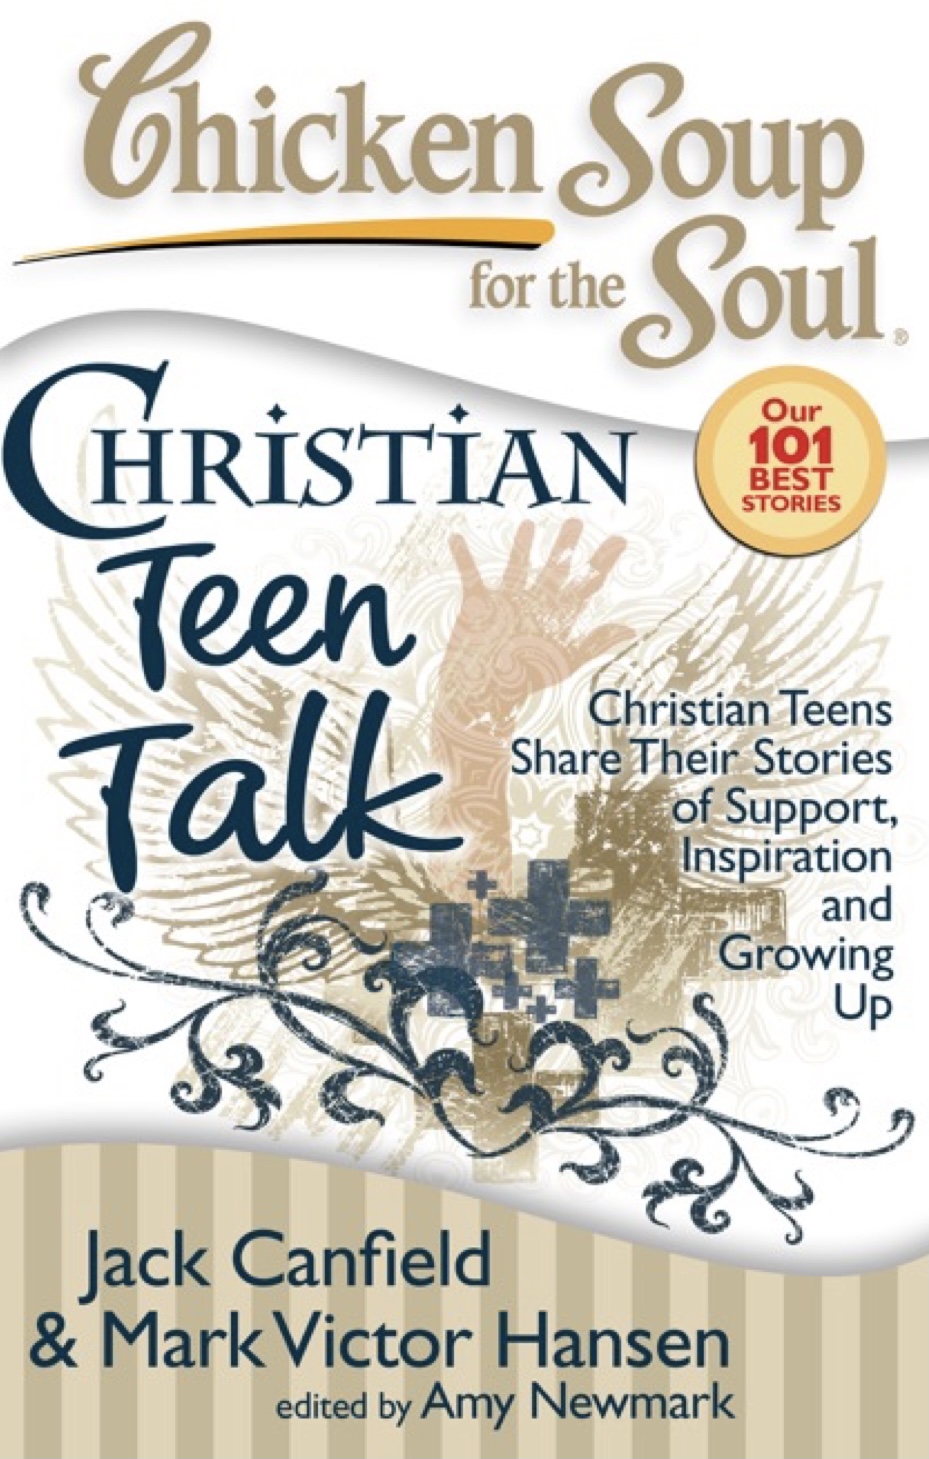 Chicken Soup
for the Soul®
Our
101
BEST
STORIES
CHRiSTiAN
Teen
Talk
Christian Teens
Share Their Stories
of Support,
Inspiration
and
Growing
Up
Jack Canfield
& Mark Victor Hansen
edited by Amy Newmark